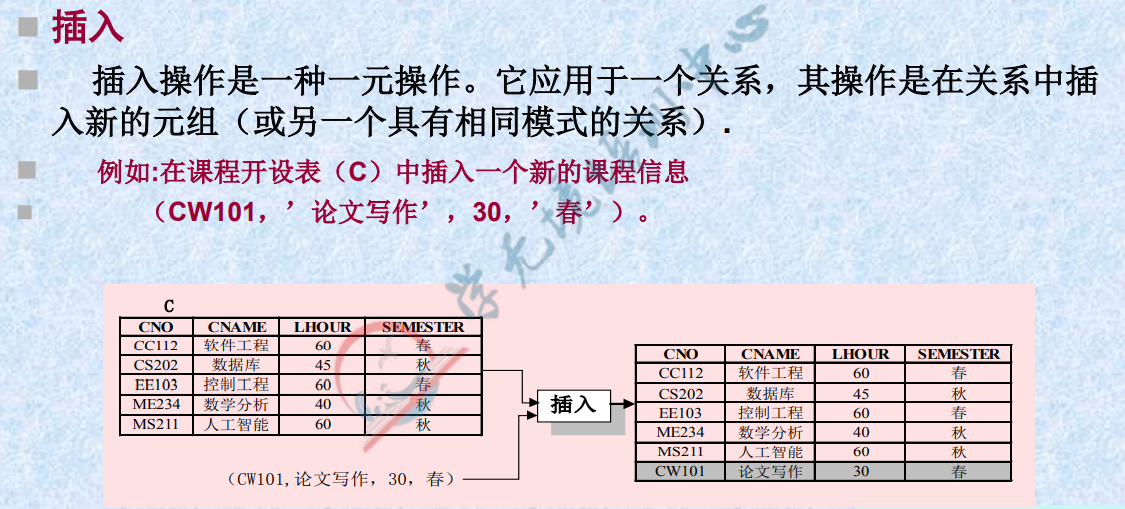 插入
插入操作是一种一元操作。它应用于一个关系，其操作是在关系中插
入新的元组（或另一个具有相同模式的关系）.
例如:在课程开设表（C）中插入一个新的课程信息
（CW101，’论文写作’，30，’春’）。
C
CNO CNAME LHOUR SEMESTER
CC112 软件工程 60 春
CS202 数据库 45 秋
EE103 控制工程 60 春
ME234 数学分析 40 秋
MS211 人工智能 60 秋
（CW101,论文写作，30，春）
插入
CNO CNAME LHOUR SEMESTER
CC112 软件工程 60 春
CS202 数据库 45 秋
EE103 控制工程 60 春
ME234 数学分析 40 秋
MS211 人工智能 60 秋
CW101 论文写作 30 春